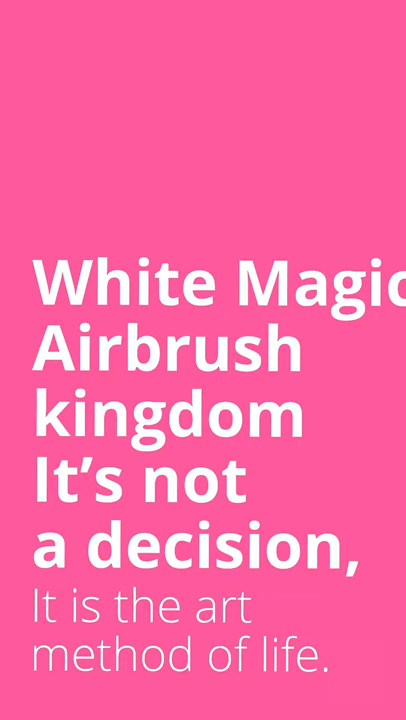 White Magic
Airbrush
kingdom
It’s not
a decision,
It is the art
method of life.